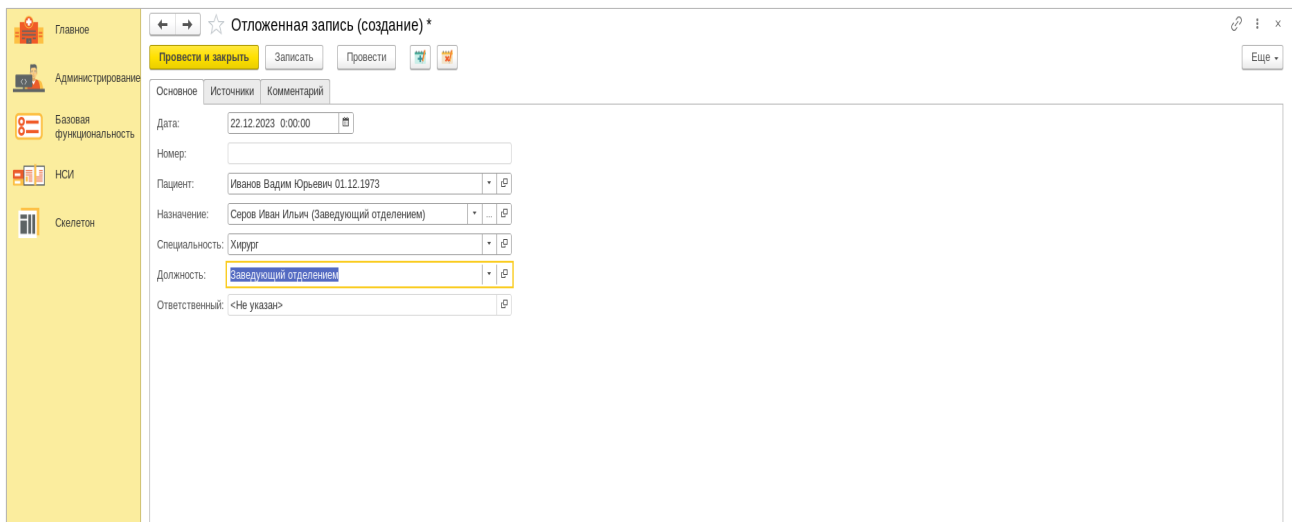 Главное
Администрирование
Базовая
функциональность
НСИ
Скелетон
Отложенная запись (создание) *
Провести и закрыть Записать Провести Еще
Основное Источники Комментарий
Дата: 22.12.2023 0:00:00
Номер:
Пациент: Иванов Вадим Юрьевич 01.12.1973
Назначение: Серов Иван Ильич (Заведующий отделением) ...
Специальность: Хирург
Должность: Заведующий отделением
Ответственный: <Не указан>